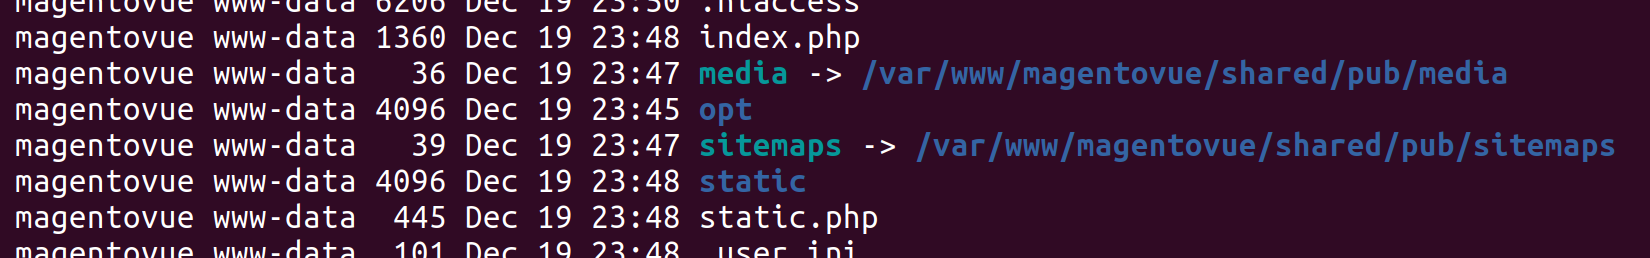 magentovue www-data 6206 Dec 19 23:50 .htaccess
magentovue www-data 1360 Dec 19 23:48 index.php
magentovue www-data   36 Dec 19 23:47 media -> /var/www/magentovue/shared/pub/media
magentovue www-data 4096 Dec 19 23:45 opt
magentovue www-data   39 Dec 19 23:47 sitemaps -> /var/www/magentovue/shared/pub/sitemaps
magentovue www-data 4096 Dec 19 23:48 static
magentovue www-data  445 Dec 19 23:48 static.php
magentovue www-data  101 Dec 19 23:48 .user.ini